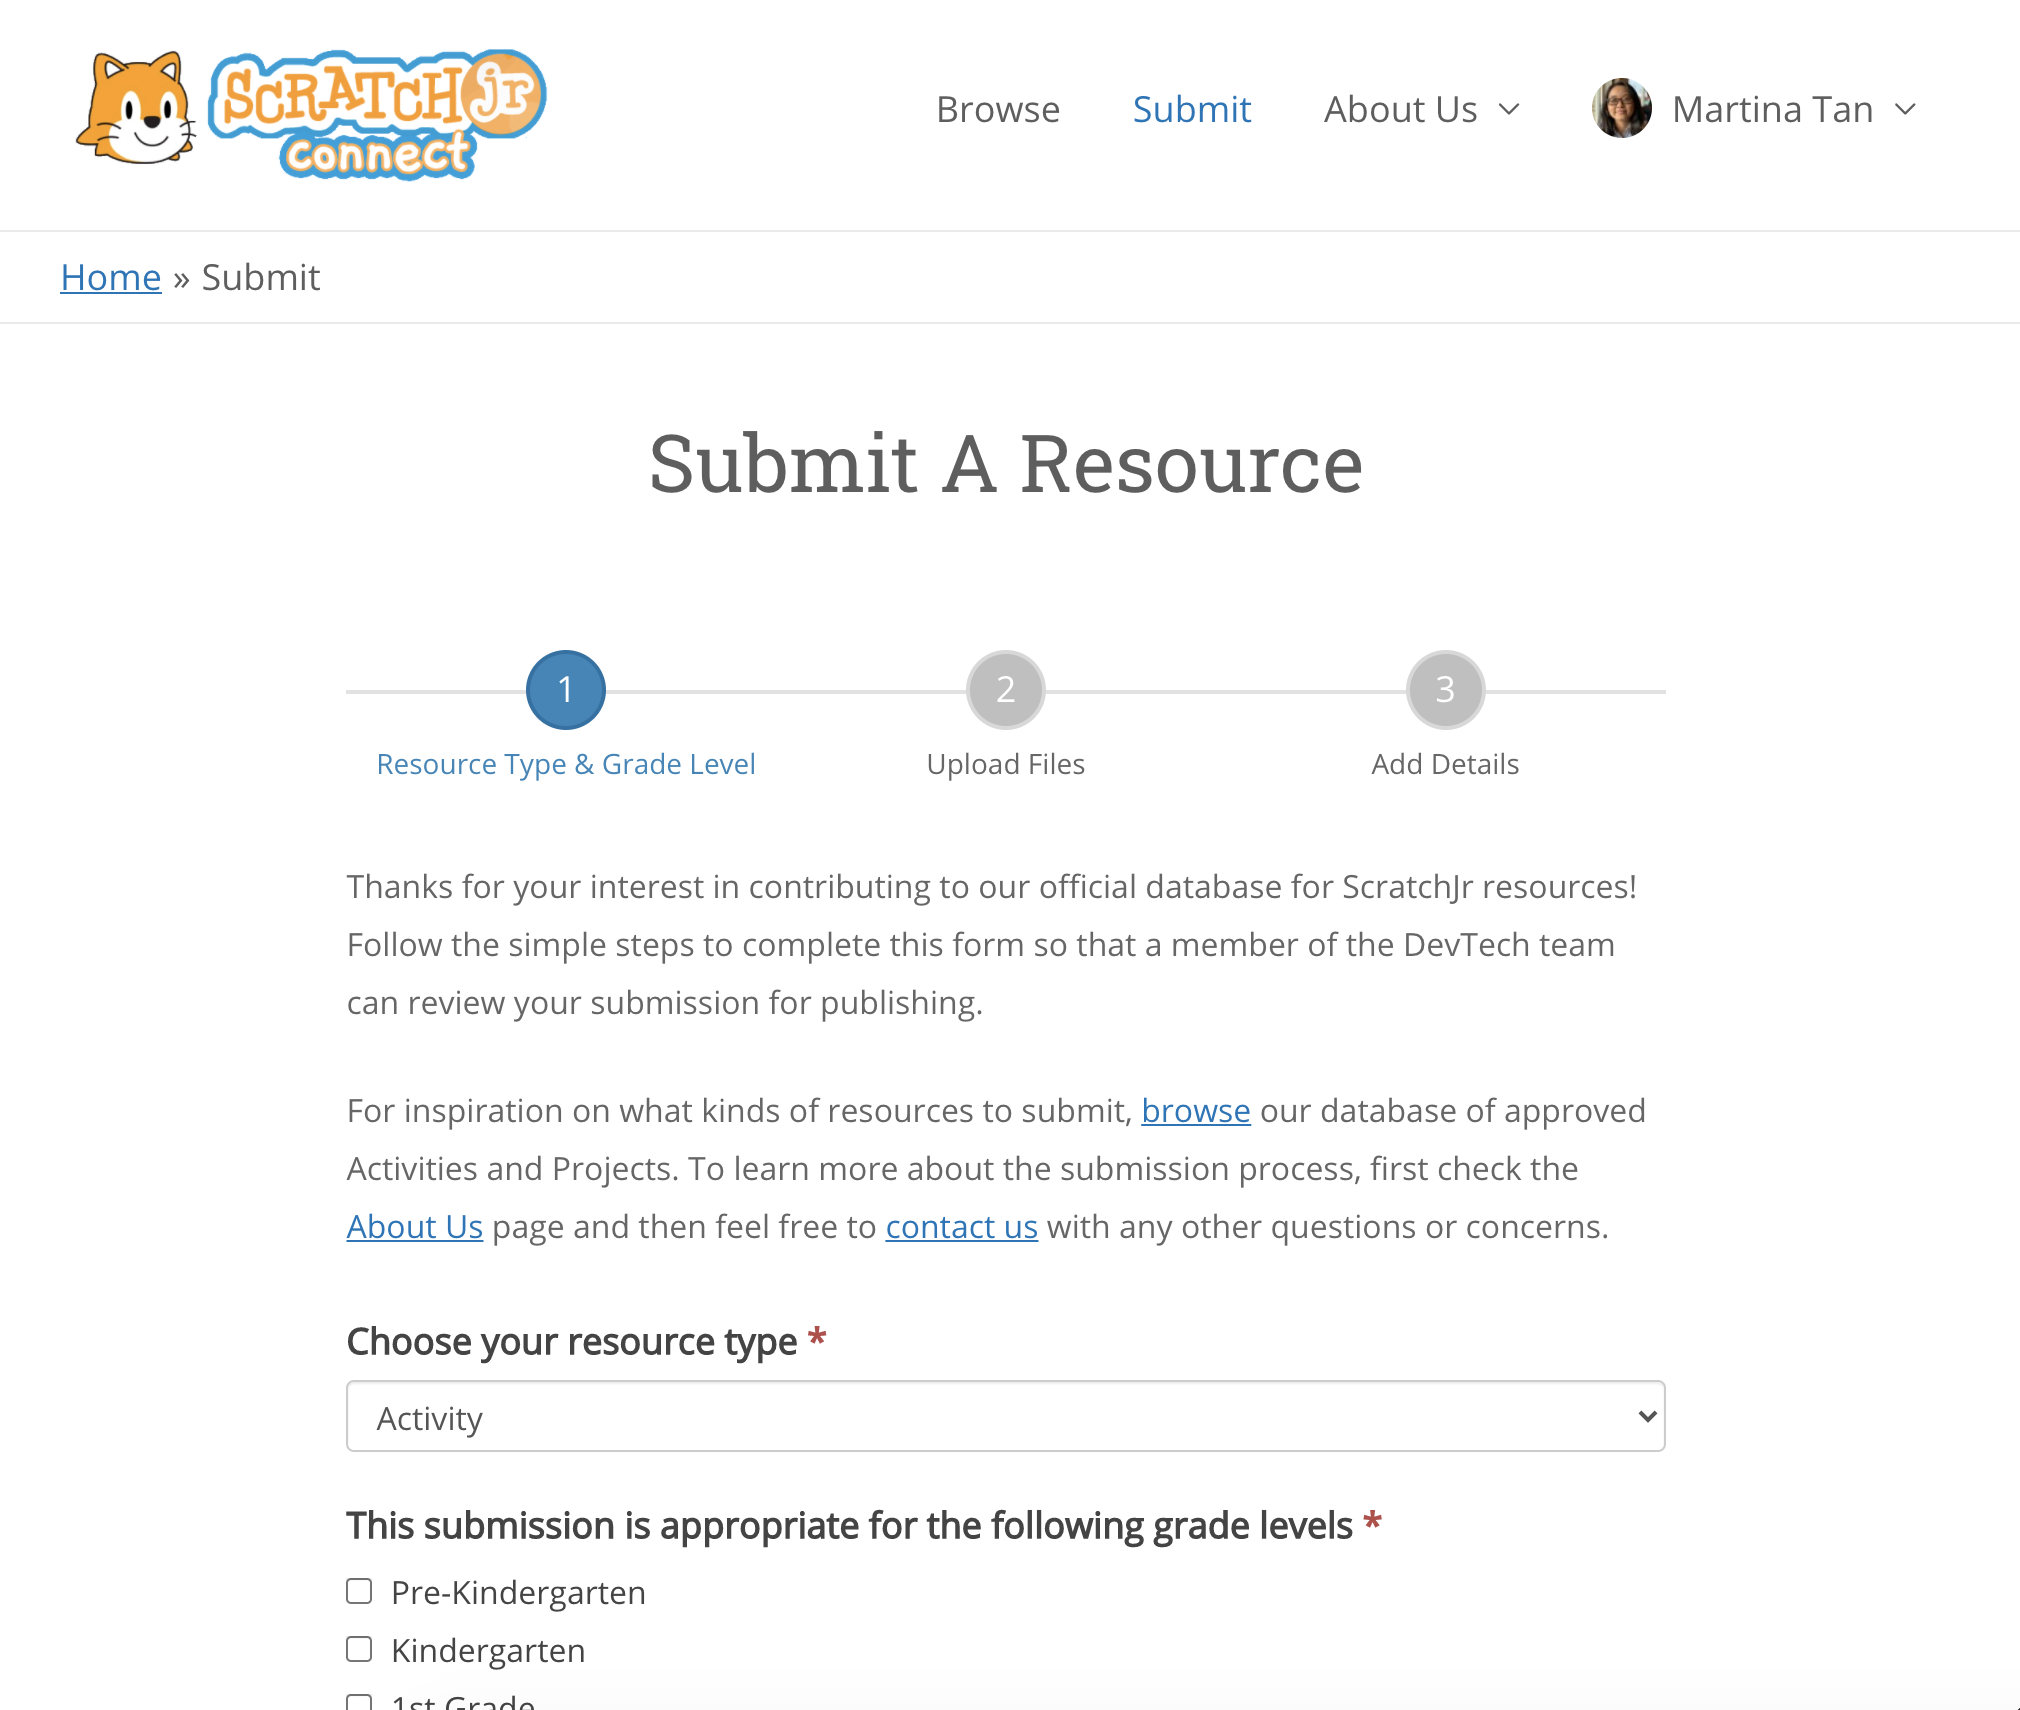 SCRATCH jr
connect
Browse
Submit
About Us
Martina Tan
Home » Submit
Submit A Resource
1
2
3
Resource Type & Grade Level
Upload Files
Add Details
Thanks for your interest in contributing to our official database for ScratchJr resources!
Follow the simple steps to complete this form so that a member of the DevTech team
can review your submission for publishing.
For inspiration on what kinds of resources to submit, browse our database of approved
Activities and Projects. To learn more about the submission process, first check the
About Us page and then feel free to contact us with any other questions or concerns.
Choose your resource type *
Activity
This submission is appropriate for the following grade levels *
Pre-Kindergarten
Kindergarten
1st Grade